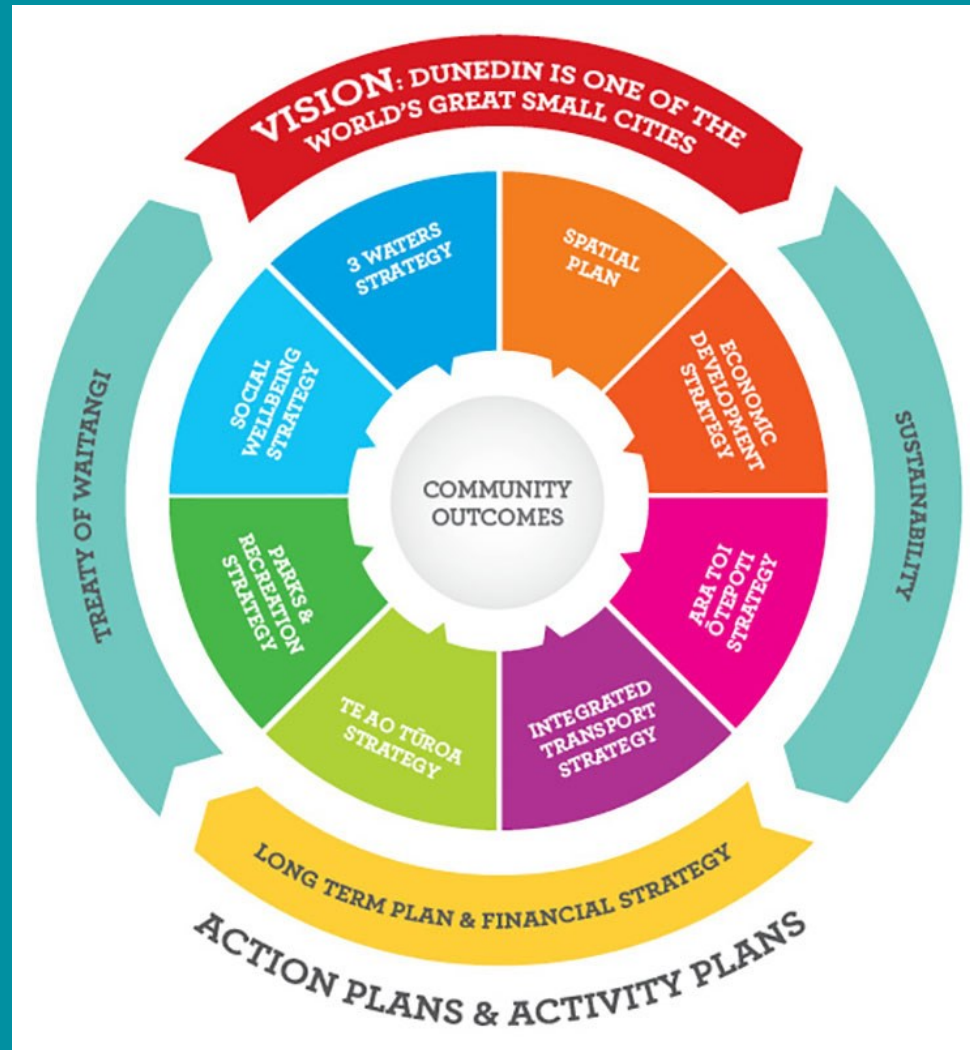 VISION: DUNEDIN IS ONE OF THE
WORLD'S GREAT SMALL CITIES
3 WATERS
STRATEGY
SPATIAL
PLAN
ECONOMIC
DEVELOPMENT
STRATEGY
ARA TOI
ŌTEPOTI
STRATEGY
INTEGRATED
TRANSPORT
STRATEGY
TE AO TŪROA
STRATEGY
PARKS &
RECREATION
STRATEGY
SOCIAL
WELLBEING
STRATEGY
COMMUNITY
OUTCOMES
SUSTAINABILITY
TREATY OF WAITANGI
LONG TERM PLAN & FINANCIAL STRATEGY
ACTION PLANS & ACTIVITY PLANS